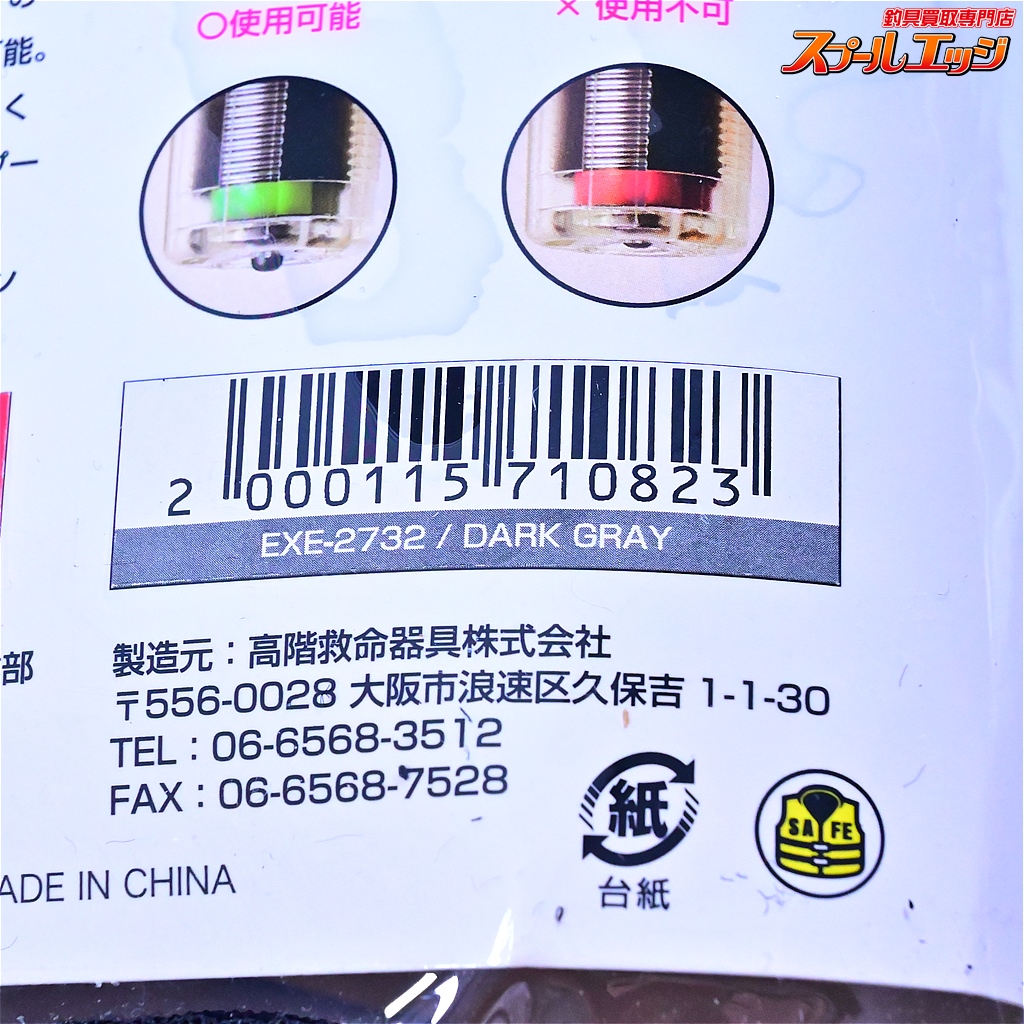 の
○使用可能
× 使用不可
釣具買取専門店
スプールエッジ
能。
く
プー
ン
2 000115 710823
EXE-2732 / DARK GRAY
部
製造元：高階救命器具株式会社
〒556-0028 大阪市浪速区久保吉 1-1-30
TEL：06-6568-3512
FAX：06-6568-7528
紙
SAFE
台紙
ADE IN CHINA